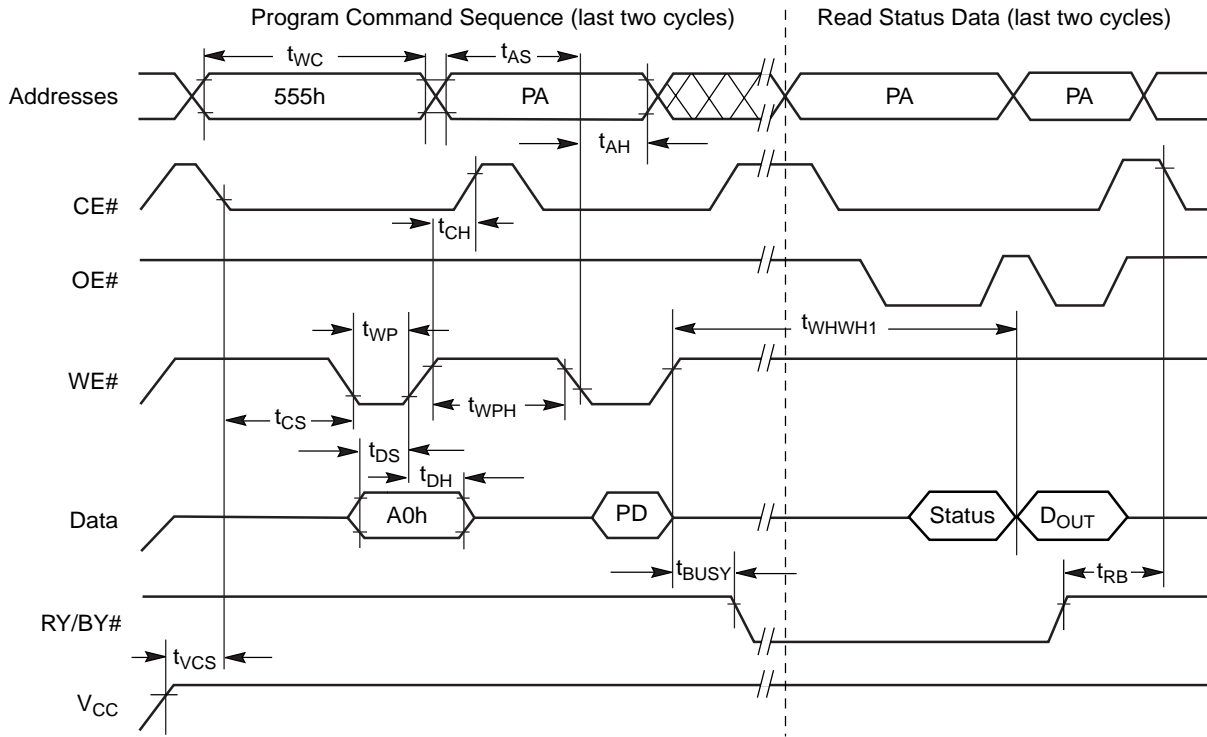 Program Command Sequence (last two cycles) Read Status Data (last two cycles)
tWC tAS
Addresses 555h PA PA PA
tAH
CE#
tCH
OE#
tWP tWHWH1
WE#
tCS tWPH
tDS
tDH
Data A0h PD Status DOUT
tBUSY tRB
RY/BY#
tVCS
VCC